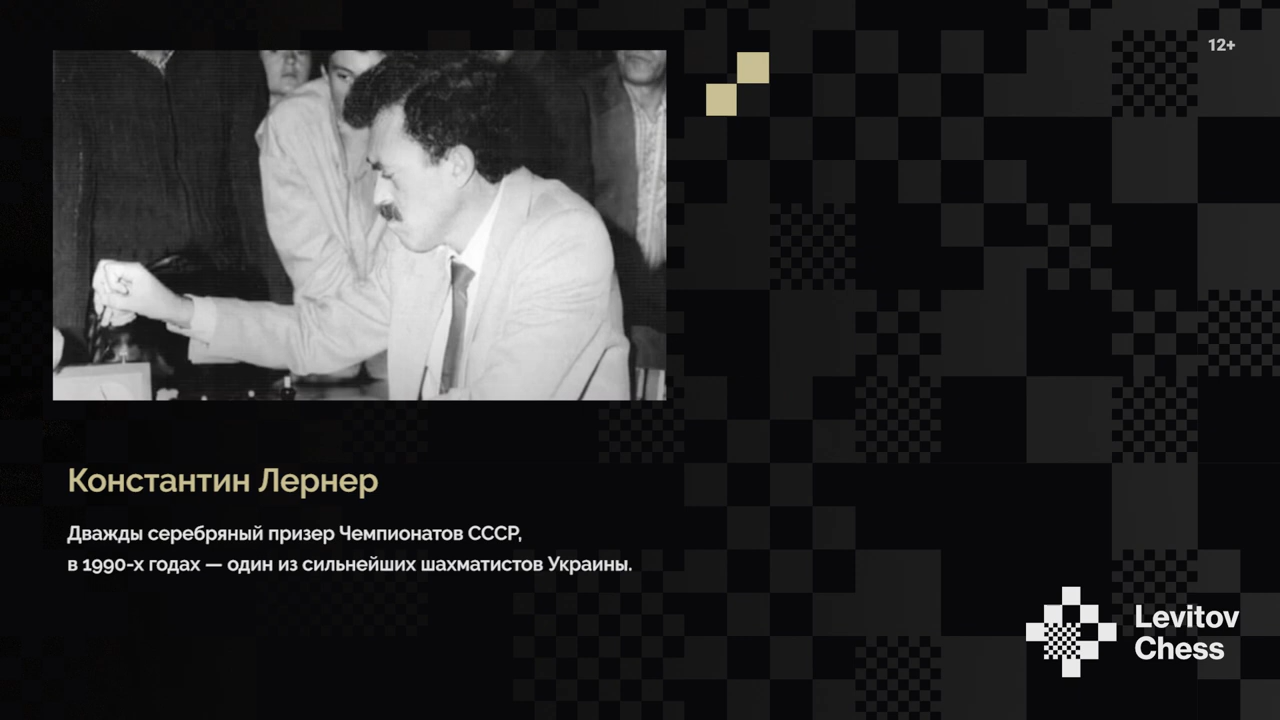 12+
Константин Лернер
Дважды серебряный призер Чемпионатов СССР,
в 1990-х годах — один из сильнейших шахматистов Украины.
Levitov
Chess